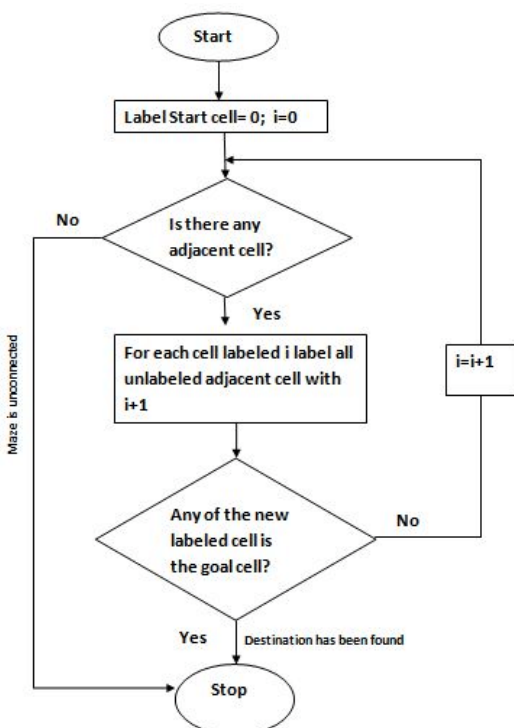 Start
Label Start cell= 0; i=0
No
Is there any
adjacent cell?
Yes
For each cell labeled i label all
unlabeled adjacent cell with
i+1
i=i+1
Maze is unconnected
Any of the new
labeled cell is
the goal cell?
No
Yes
Destination has been found
Stop